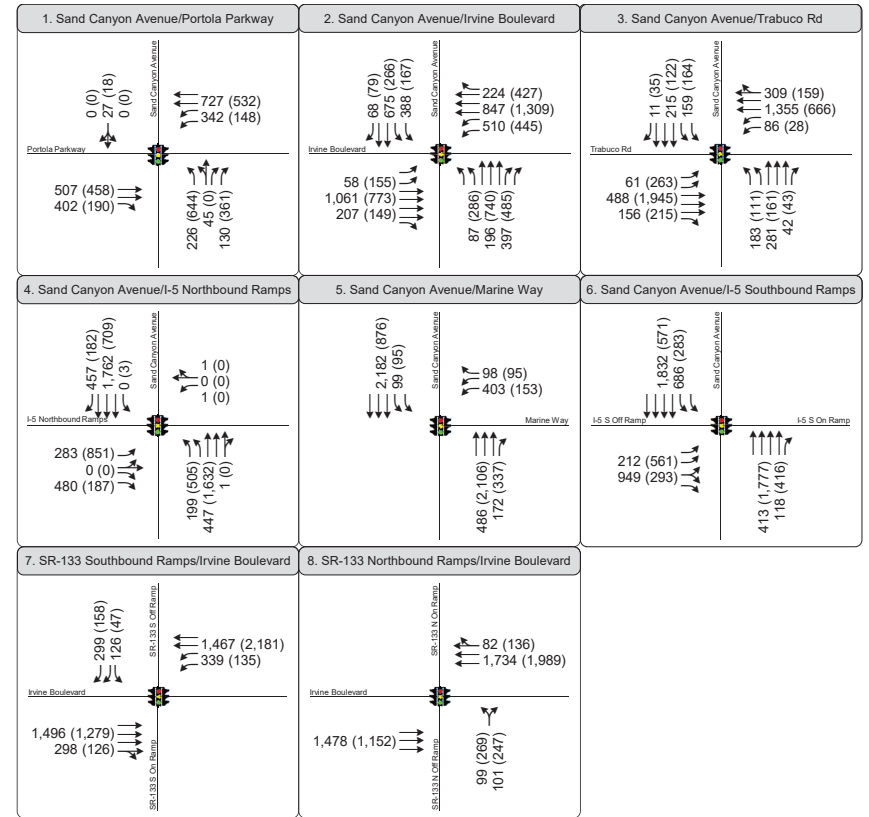 1. Sand Canyon Avenue/Portola Parkway
Sand Canyon Avenue
0 (0)
27 (18)
0 (0)
727 (532)
342 (148)
Portola Parkway
507 (458)
402 (190)
226 (644)
45 (0)
130 (361)
2. Sand Canyon Avenue/Irvine Boulevard
Sand Canyon Avenue
68 (79)
675 (266)
388 (167)
224 (427)
847 (1,309)
510 (445)
Irvine Boulevard
58 (155)
1,061 (773)
207 (149)
87 (286)
196 (740)
397 (485)
3. Sand Canyon Avenue/Trabuco Rd
Sand Canyon Avenue
11 (35)
215 (122)
159 (164)
309 (159)
1,355 (666)
86 (28)
Trabuco Rd
61 (263)
488 (1,945)
156 (215)
183 (111)
281 (161)
42 (43)
4. Sand Canyon Avenue/I-5 Northbound Ramps
Sand Canyon Avenue
457 (182)
1,762 (709)
0 (3)
1 (0)
0 (0)
1 (0)
I-5 Northbound Ramps
283 (851)
0 (0)
480 (187)
199 (505)
447 (1,632)
1 (0)
5. Sand Canyon Avenue/Marine Way
Sand Canyon Avenue
2,182 (876)
99 (95)
98 (95)
403 (153)
Marine Way
486 (2,106)
172 (337)
6. Sand Canyon Avenue/I-5 Southbound Ramps
Sand Canyon Avenue
1,832 (571)
686 (283)
I-5 S Off Ramp
I-5 S On Ramp
212 (561)
949 (293)
413 (1,777)
118 (416)
7. SR-133 Southbound Ramps/Irvine Boulevard
SR-133 S Off Ramp
299 (158)
126 (47)
1,467 (2,181)
339 (135)
Irvine Boulevard
1,496 (1,279)
298 (126)
SR-133 S On Ramp
8. SR-133 Northbound Ramps/Irvine Boulevard
SR-133 N On Ramp
82 (136)
1,734 (1,989)
Irvine Boulevard
1,478 (1,152)
SR-133 N Off Ramp
99 (269)
101 (247)